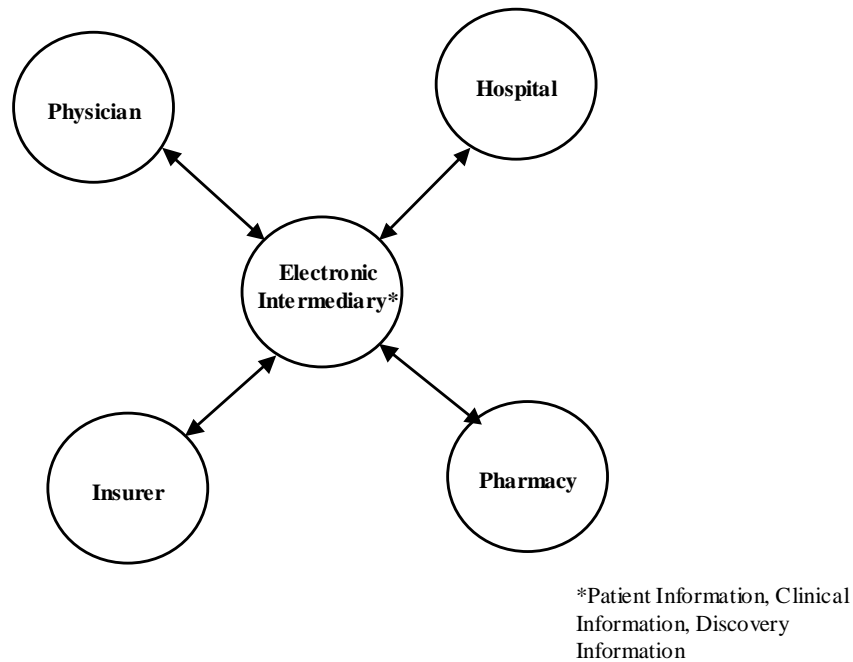 Physician
Hospital
Electronic
Intermediary*
Insurer
Pharmacy
*Patient Information, Clinical
Information, Discovery
Information